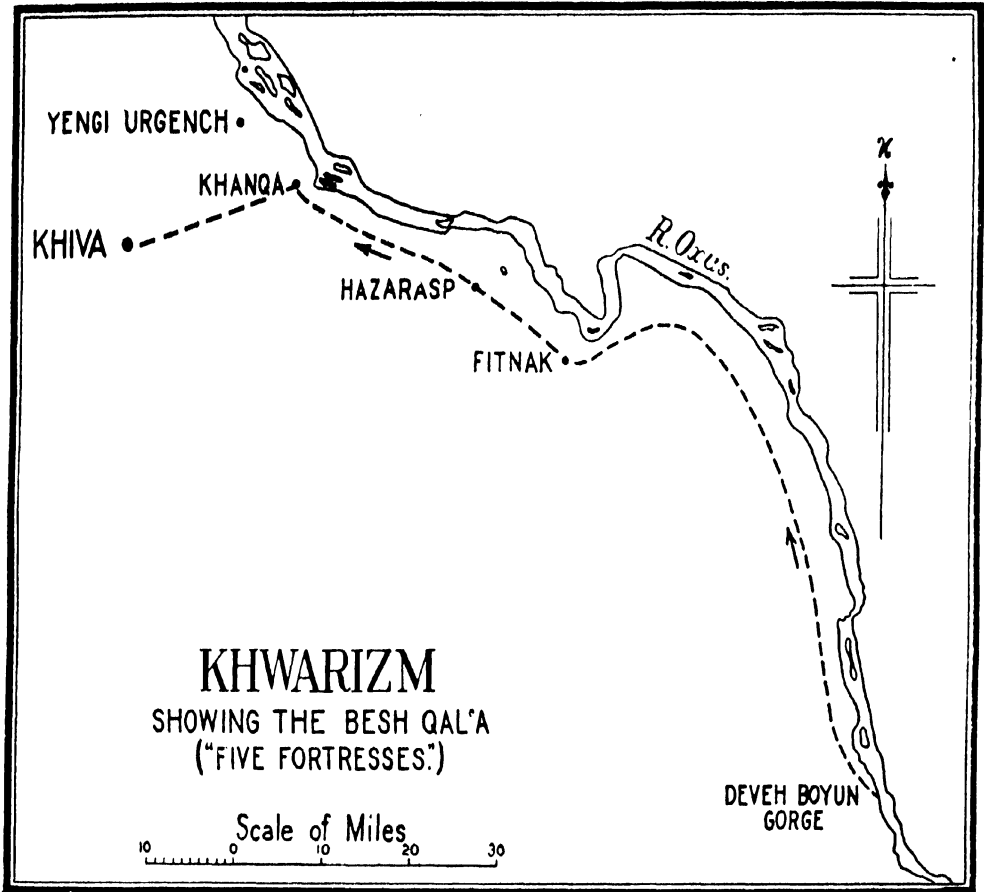 YENGI URGENCH
KHANQA
KHIVA
HAZARASP
FITNAK
R. Oxus.
N
KHWARIZM
SHOWING THE BESH QAL'A
("FIVE FORTRESSES.")
DEVEH BOYUN
GORGE
Scale of Miles
10 0 10 20 30